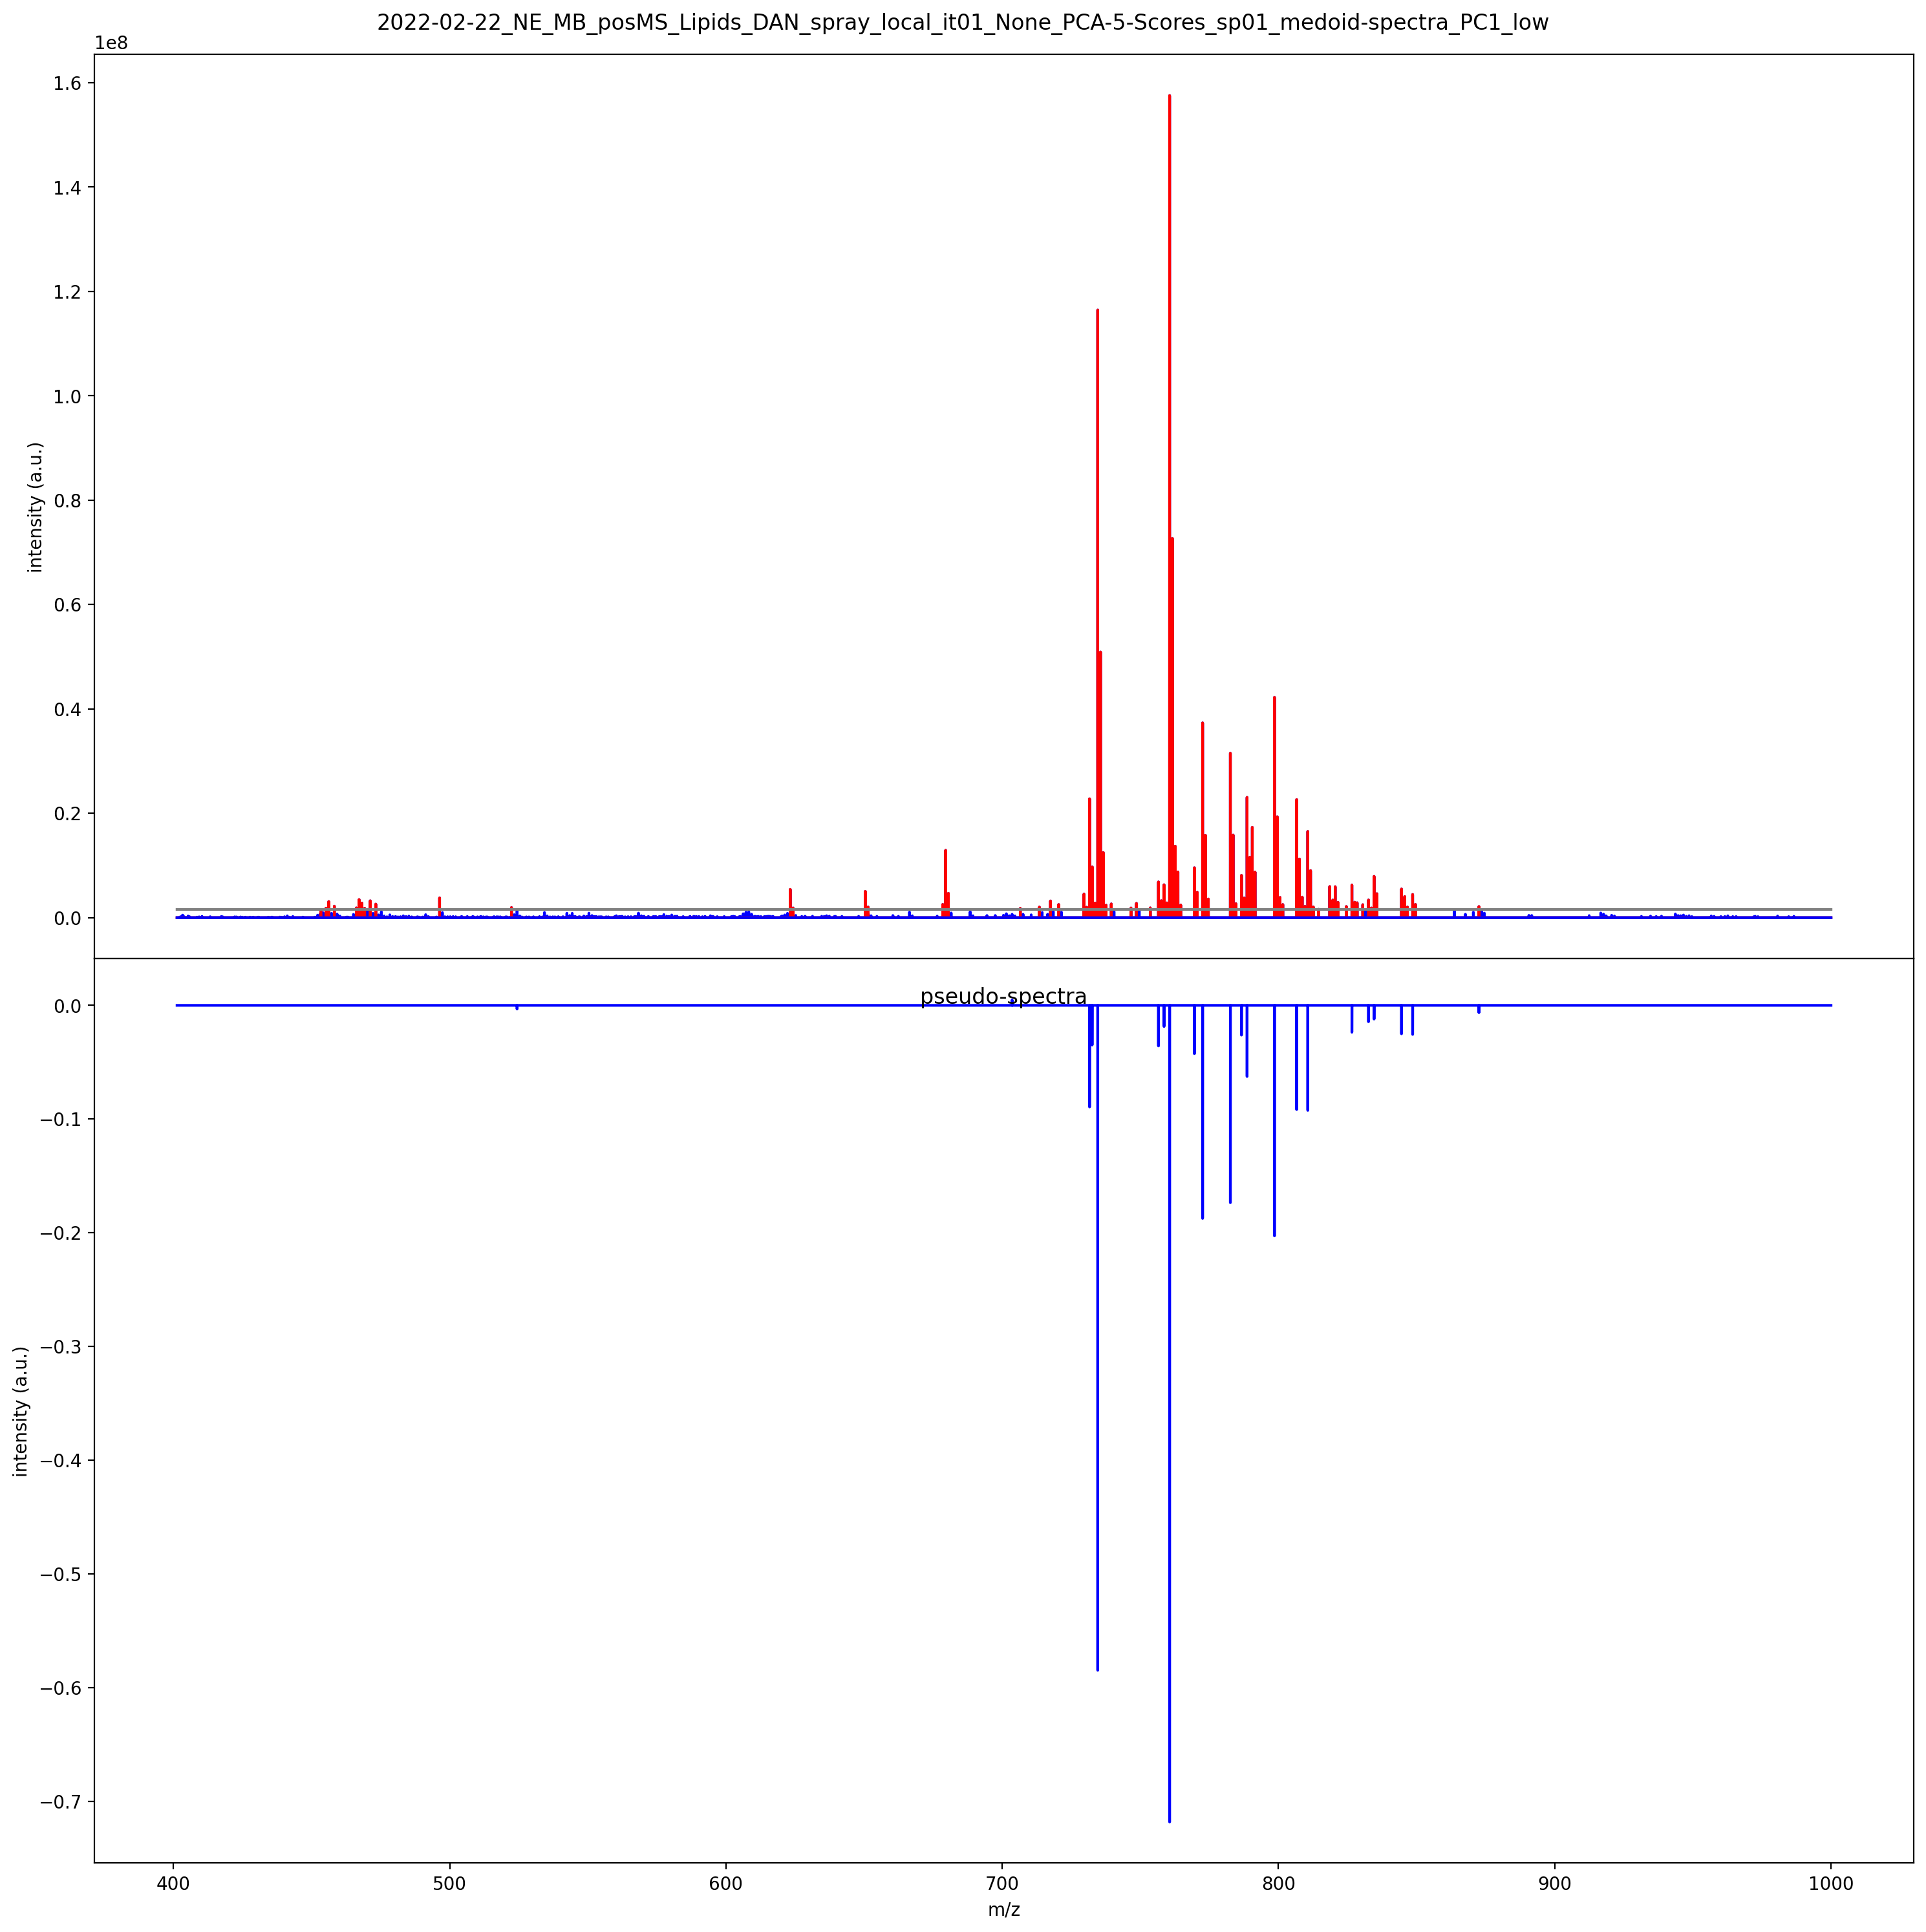 2022-02-22_NE_MB_posMS_Lipids_DAN_spray_local_it01_None_PCA-5-Scores_sp01_medoid-spectra_PC1_low
1e8
1.6
1.4
1.2
1.0
0.8
0.6
0.4
0.2
0.0
intensity (a.u.)
pseudo-spectra
0.0
−0.1
−0.2
−0.3
−0.4
−0.5
−0.6
−0.7
intensity (a.u.)
400 500 600 700 800 900 1000
m/z